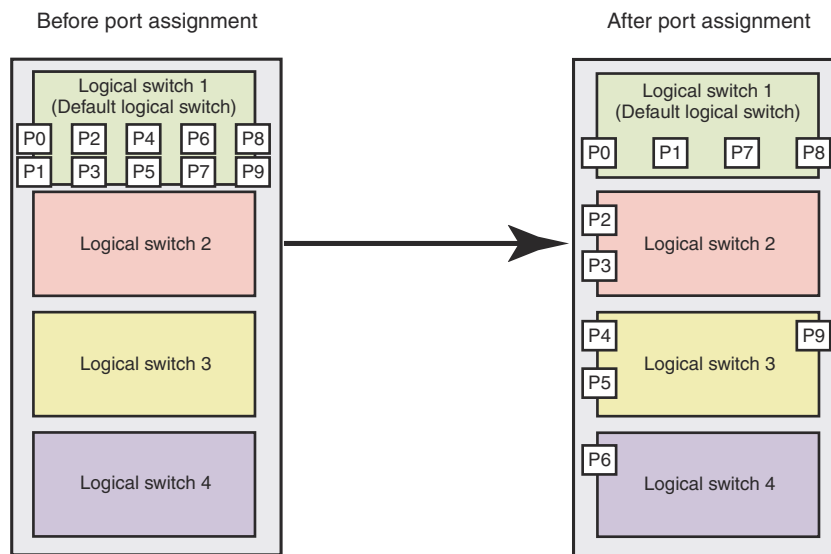 Before port assignment
Logical switch 1
(Default logical switch)
P0 P2 P4 P6 P8
P1 P3 P5 P7 P9
Logical switch 2
Logical switch 3
Logical switch 4
After port assignment
Logical switch 1
(Default logical switch)
P0 P1 P7 P8
P2
Logical switch 2
P3
P4 P9
Logical switch 3
P5
P6
Logical switch 4